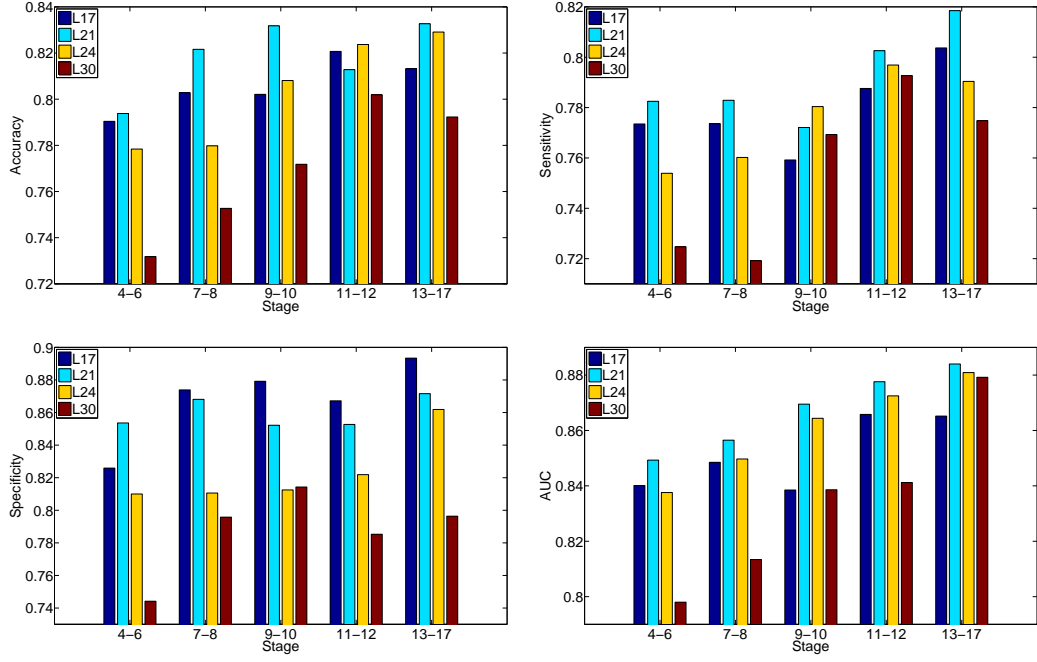 0.84
0.82
0.8
0.78
0.76
0.74
0.72
Accuracy
L17
L21
L24
L30
4–6
7–8
9–10
11–12
13–17
Stage
0.82
0.8
0.78
0.76
0.74
0.72
Sensitivity
L17
L21
L24
L30
4–6
7–8
9–10
11–12
13–17
Stage
0.9
0.88
0.86
0.84
0.82
0.8
0.78
0.76
0.74
Specificity
L17
L21
L24
L30
4–6
7–8
9–10
11–12
13–17
Stage
0.88
0.86
0.84
0.82
0.8
AUC
L17
L21
L24
L30
4–6
7–8
9–10
11–12
13–17
Stage